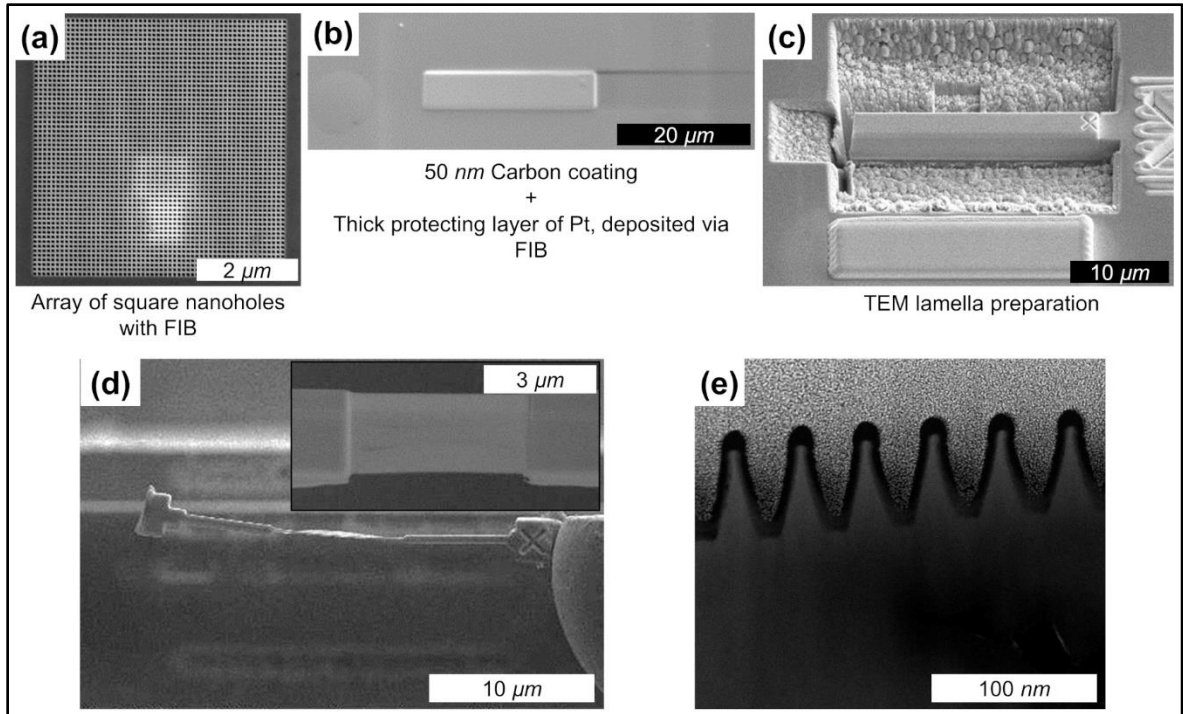 (a)
2 μm
Array of square nanoholes
with FIB
(b)
20 μm
50 nm Carbon coating
+
Thick protecting layer of Pt, deposited via
FIB
(c)
10 μm
TEM lamella preparation
(d)
3 μm
10 μm
(e)
100 nm